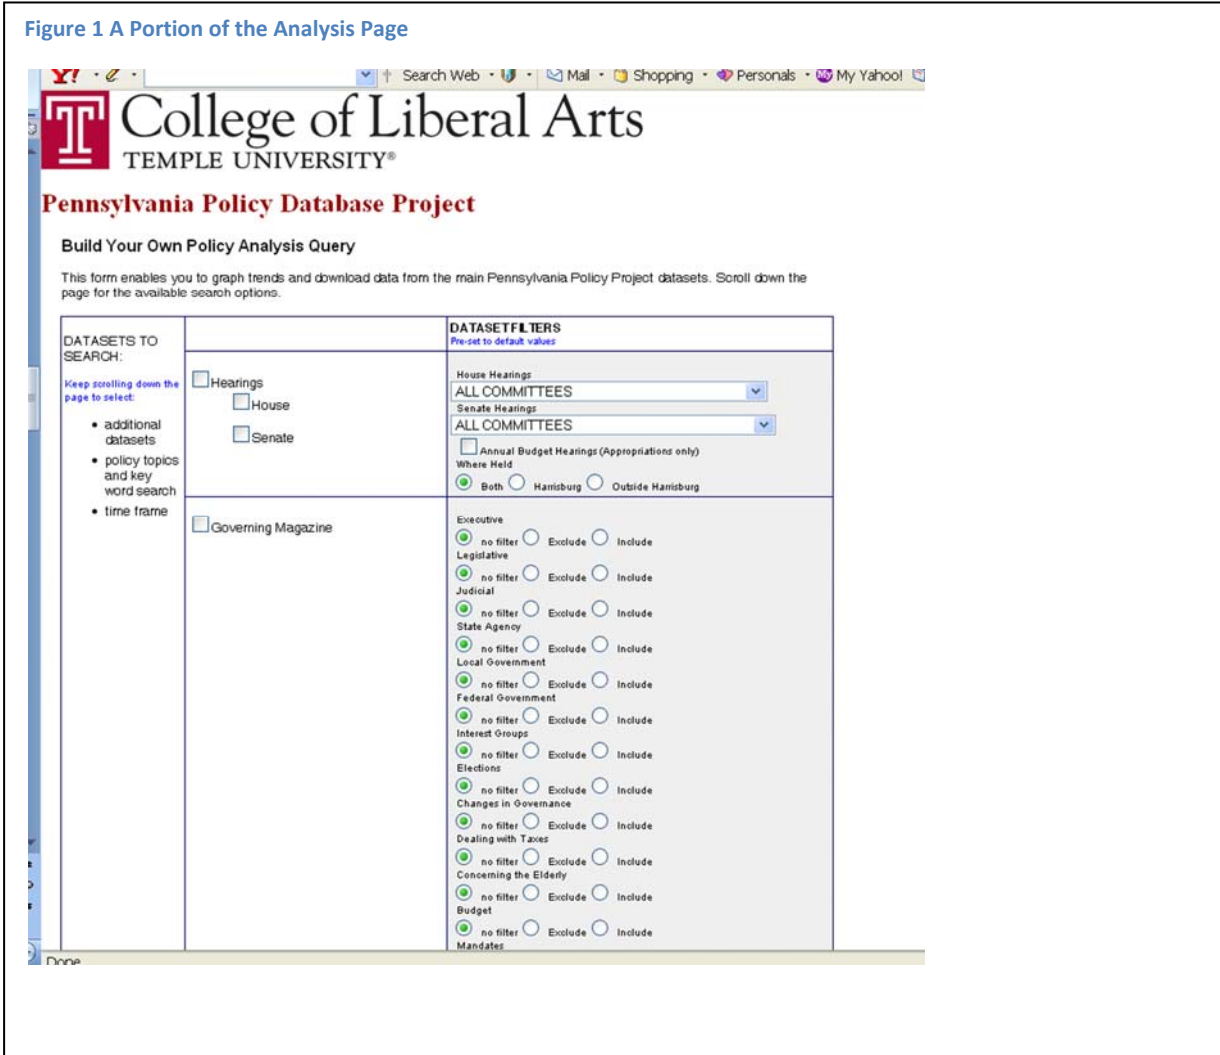 Figure 1 A Portion of the Analysis Page
Y! Search Web Mail Shopping Personals My Yahoo!
College of Liberal Arts
TEMPLE UNIVERSITY®
Pennsylvania Policy Database Project
Build Your Own Policy Analysis Query
This form enables you to graph trends and download data from the main Pennsylvania Policy Project datasets. Scroll down the
page for the available search options.
DATASETS TO
SEARCH:
Keep scrolling down the
page to select:
• additional
datasets
• policy topics
and key
word search
• time frame
DATASET FILTERS
Pre-set to default values
Hearings
House
Senate
House Hearings
ALL COMMITTEES
Senate Hearings
ALL COMMITTEES
Annual Budget Hearings (Appropriations only)
Where Held
Both Harrisburg Outside Harrisburg
Governing Magazine
Executive
no filter Exclude Include
Legislative
no filter Exclude Include
Judicial
no filter Exclude Include
State Agency
no filter Exclude Include
Local Government
no filter Exclude Include
Federal Government
no filter Exclude Include
Interest Groups
no filter Exclude Include
Elections
no filter Exclude Include
Changes in Governance
no filter Exclude Include
Dealing with Taxes
no filter Exclude Include
Concerning the Elderly
no filter Exclude Include
Budget
no filter Exclude Include
Mandates
Done